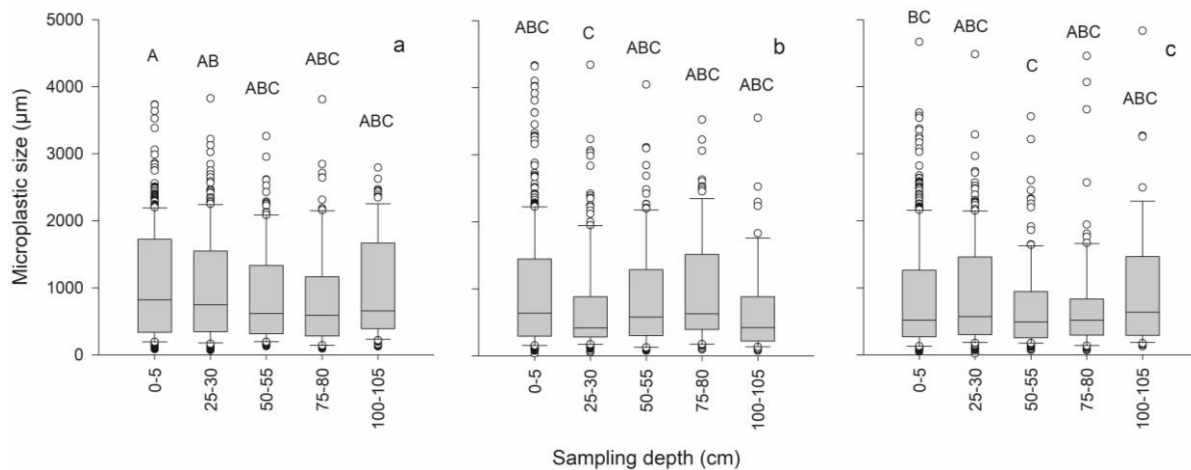 Microplastic size (µm)
5000
4000
3000
2000
1000
0
a
A
AB
ABC
ABC
ABC
0-5
25-30
50-55
75-80
100-105
b
ABC
C
ABC
ABC
ABC
0-5
25-30
50-55
75-80
100-105
c
BC
ABC
C
ABC
ABC
0-5
25-30
50-55
75-80
100-105
Sampling depth (cm)